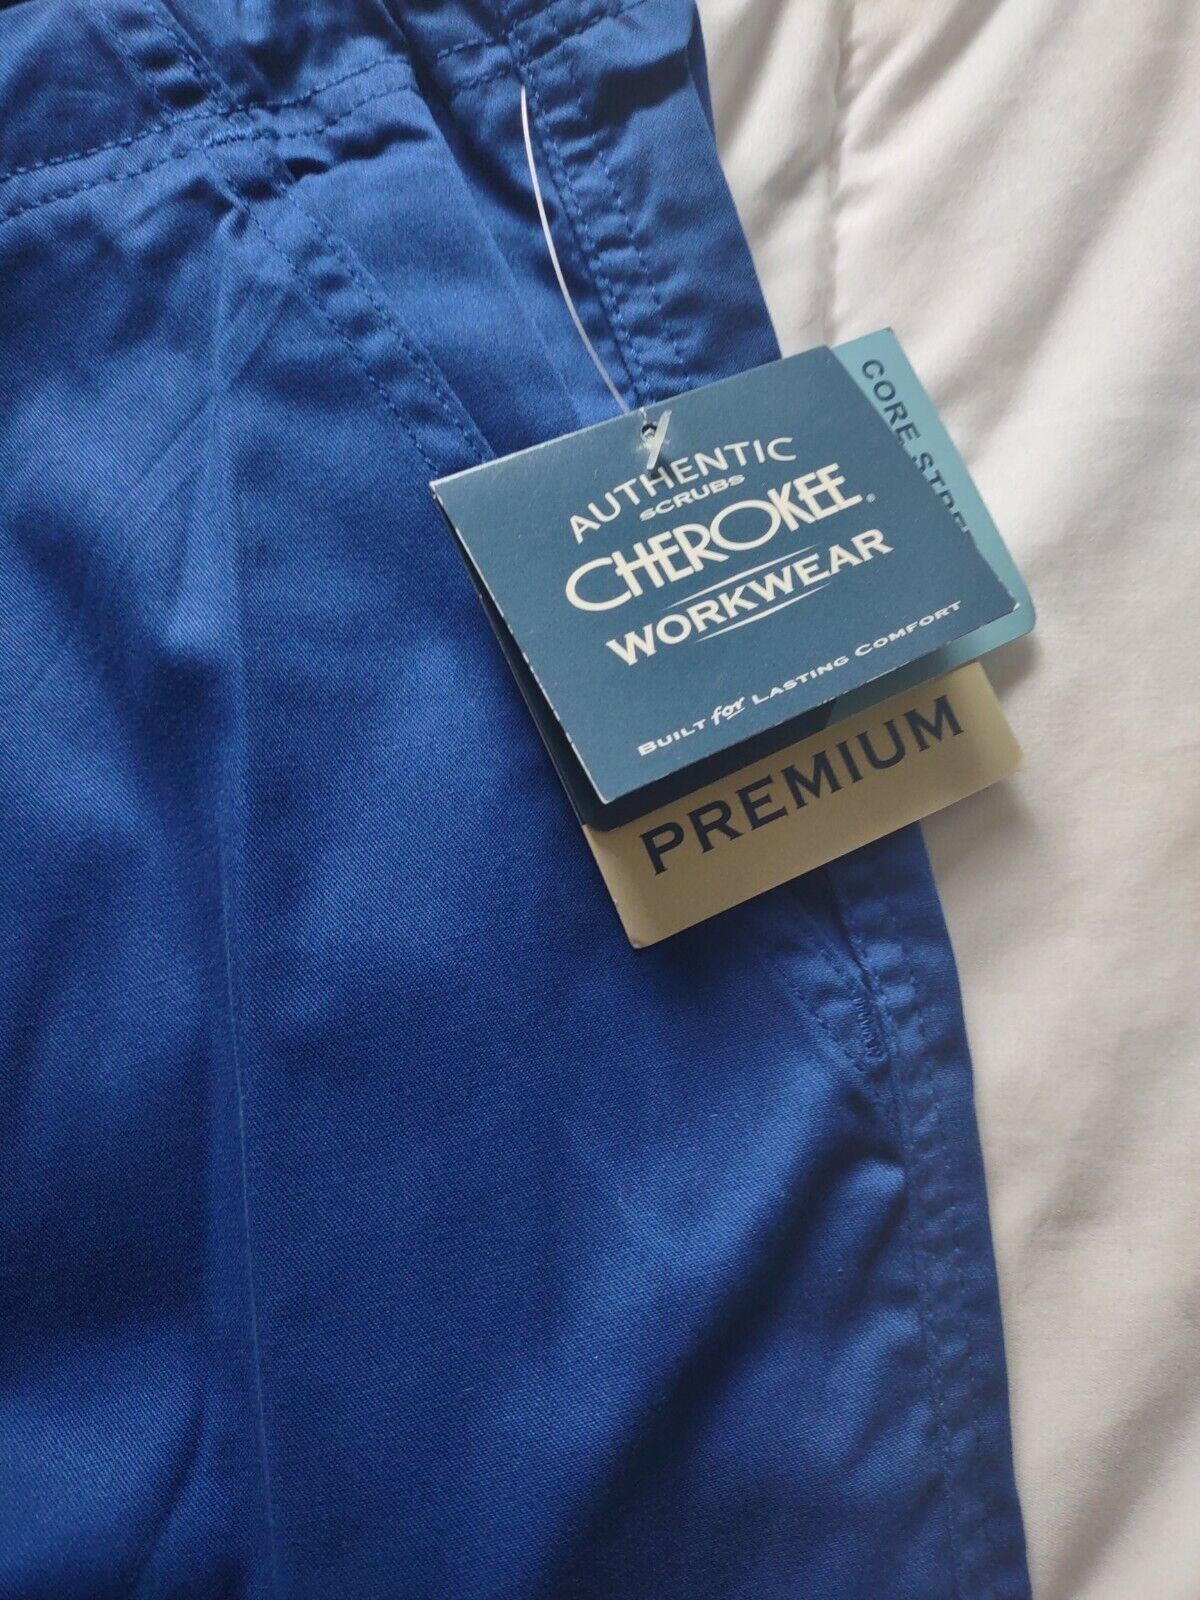 AUTHENTIC
SCRUBS
CHEROKEE®
WORKWEAR
BUILT for LASTING COMFORT
CORE
PREMIUM